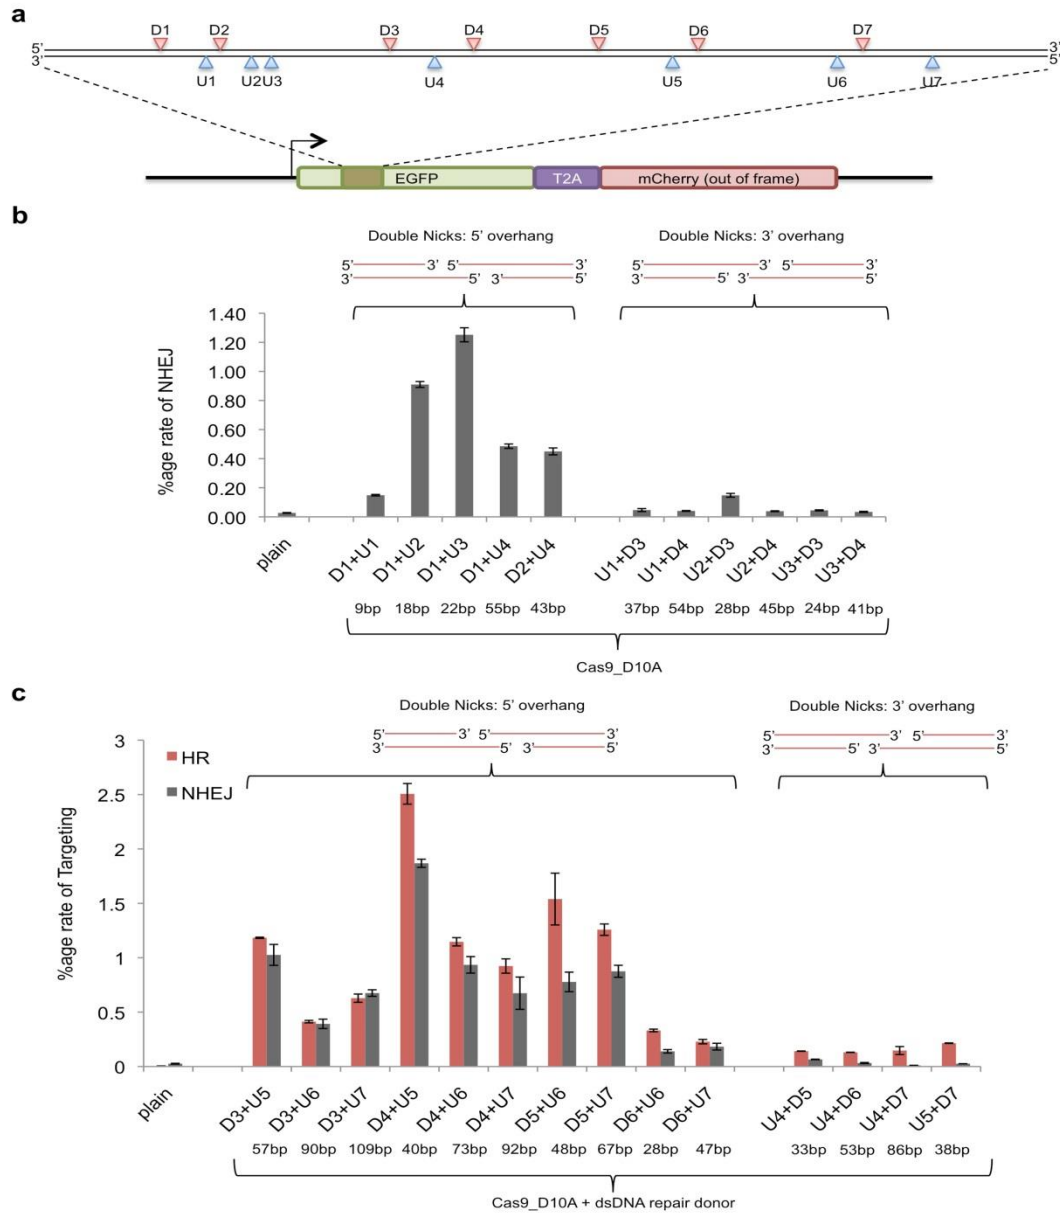 a
D1 D2 D3 D4 D5 D6 D7
5' 3'
3' 5'
U1 U2 U3 U4 U5 U6 U7
EGFP T2A mCherry (out of frame)
b
Double Nicks: 5' overhang Double Nicks: 3' overhang
5' 3' 5' 3' 5' 3' 5' 3'
3' 5' 3' 5' 3' 5' 3' 5'
%age rate of NHEJ
1.40
1.20
1.00
0.80
0.60
0.40
0.20
0.00
plain D1+U1 D1+U2 D1+U3 D1+U4 D2+U4 U1+D3 U1+D4 U2+D3 U2+D4 U3+D3 U3+D4
9bp 18bp 22bp 55bp 43bp 37bp 54bp 28bp 45bp 24bp 41bp
Cas9_D10A
c
Double Nicks: 5' overhang Double Nicks: 3' overhang
5' 3' 5' 3' 5' 3' 5' 3'
3' 5' 3' 5' 3' 5' 3' 5'
HR
NHEJ
%age rate of Targeting
3
2.5
2
1.5
1
0.5
0
plain D3+U5 D3+U6 D3+U7 D4+U5 D4+U6 D4+U7 D5+U6 D5+U7 D6+U6 D6+U7 U4+D5 U4+D6 U4+D7 U5+D7
57bp 90bp 109bp 40bp 73bp 92bp 48bp 67bp 28bp 47bp 33bp 53bp 86bp 38bp
Cas9_D10A + dsDNA repair donor